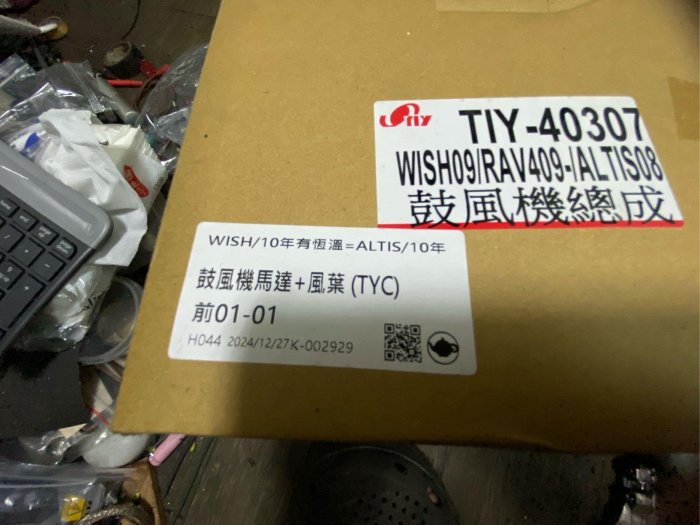 TIY-40307
WISH09/RAV409-/ALTIS08
鼓風機總成
WISH/10年有恆溫=ALTIS/10年
鼓風機馬達+風葉 (TYC)
前01-01
H044 2024/12/27K-002929